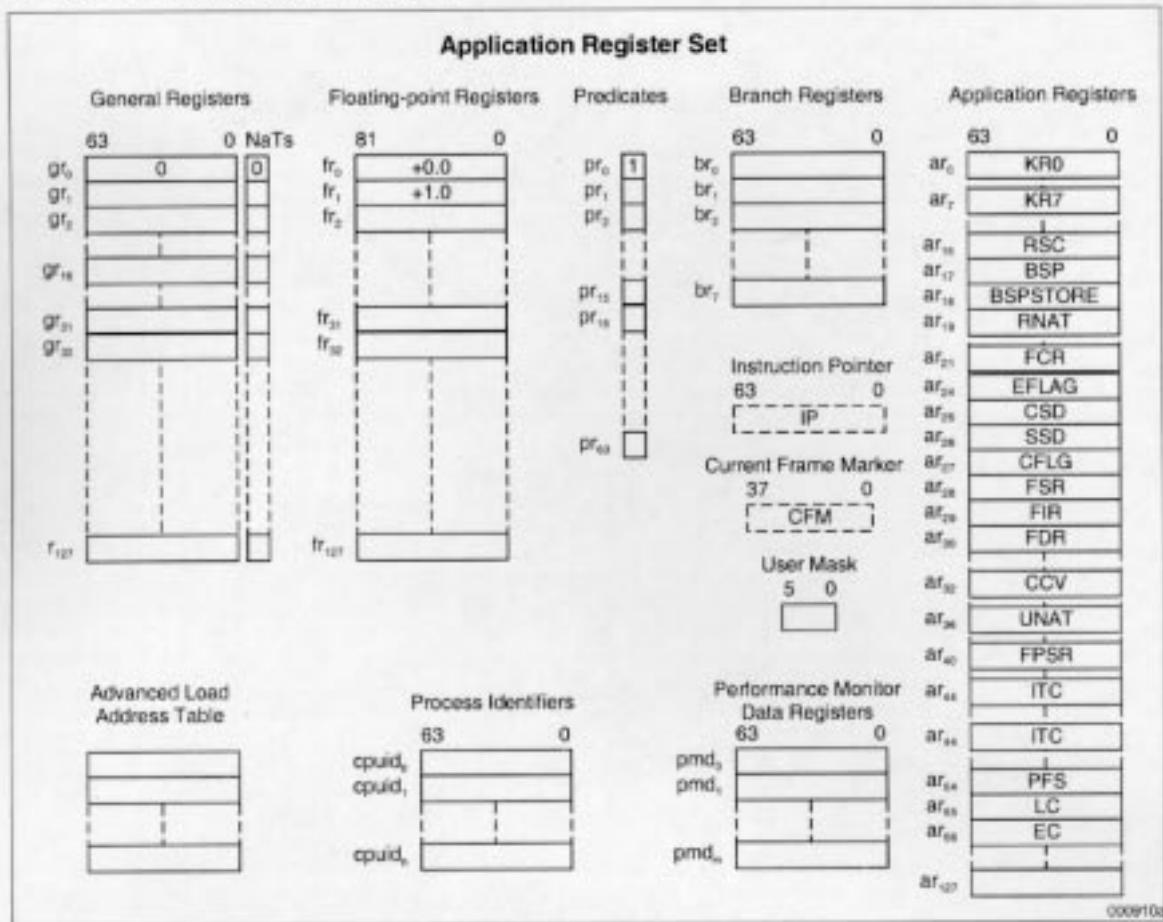 Application Register Set
General Registers
63 0 NaTs
gr₀ 0 0
gr₁
gr₂
gr₁₆
gr₃₁
gr₃₂
r₁₂₇
Floating-point Registers
81 0
fr₀ +0.0
fr₁ +1.0
fr₂
fr₃₁
fr₃₂
fr₁₂₇
Predicates
pr₀ 1
pr₁
pr₂
pr₁₅
pr₁₆
pr₆₃
Branch Registers
63 0
br₀
br₁
br₂
br₇
Instruction Pointer
63 0
IP
Current Frame Marker
37 0
CFM
User Mask
5 0
Application Registers
63 0
ar₀ KR0
ar₇ KR7
ar₁₆ RSC
ar₁₇ BSP
ar₁₈ BSPSTORE
ar₁₉ RNAT
ar₂₁ FCR
ar₂₄ EFLAG
ar₂₅ CSD
ar₂₆ SSD
ar₂₇ CFLG
ar₂₈ FSR
ar₂₉ FIR
ar₃₀ FDR
ar₃₂ CCV
ar₃₆ UNAT
ar₄₀ FPSR
ITC
ar₄₄ ITC
ar₆₄ PFS
ar₆₅ LC
ar₆₆ EC
ar₁₂₇
Advanced Load
Address Table
Process Identifiers
63 0
cpuid₀
cpuid₁
cpuidₙ
Performance Monitor
Data Registers
63 0
pmd₀
pmd₁
pmdₘ
000910a